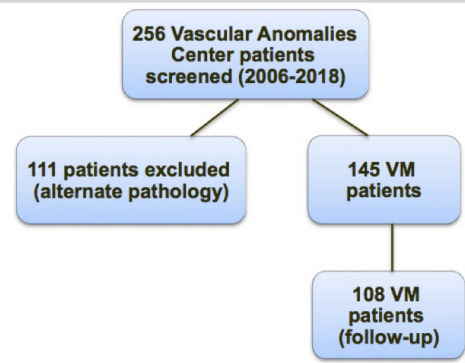 256 Vascular Anomalies
Center patients
screened (2006-2018)
111 patients excluded
(alternate pathology)
145 VM
patients
108 VM
patients
(follow-up)